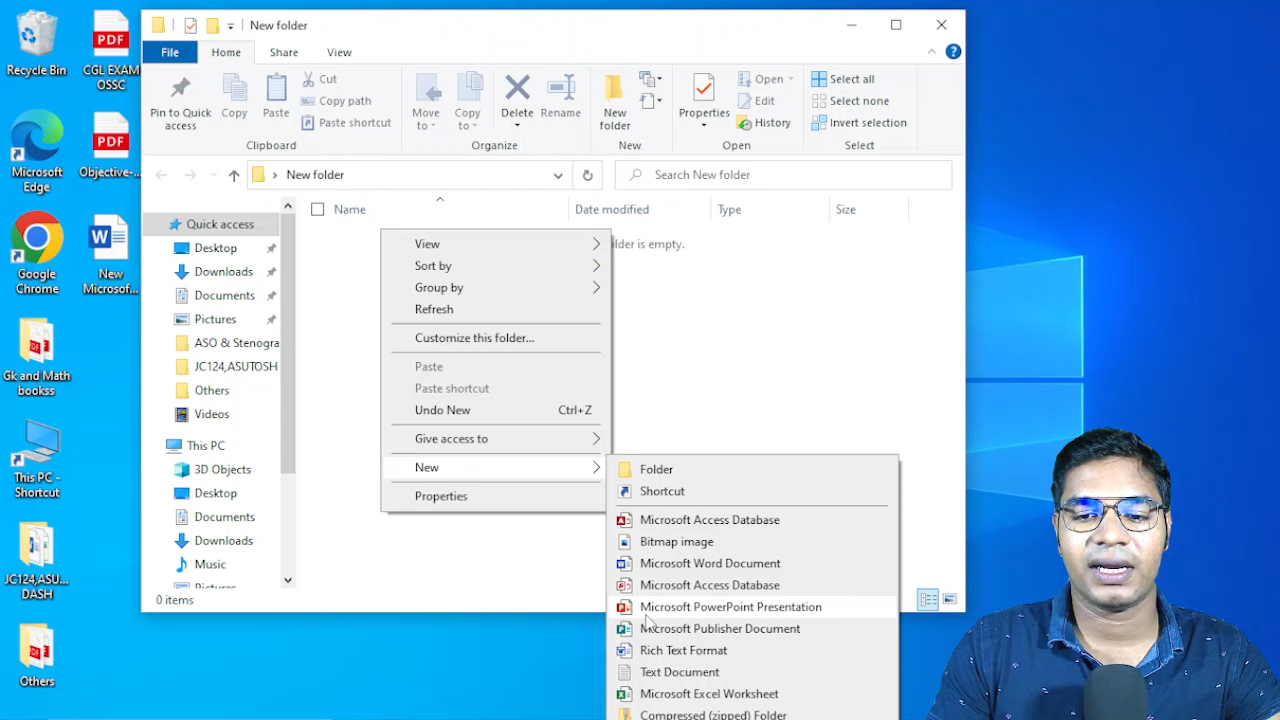 Recycle Bin
CGL EXAM
OSSC
Microsoft
Edge
Objective-...
Google
Chrome
New
Microsof...
Gk and Math
bookss
This PC -
Shortcut
JC124,ASU...
DASH
Others
New folder
File
Home
Share
View
Pin to Quick
access
Copy
Paste
Cut
Copy path
Paste shortcut
Clipboard
Move
to
Copy
to
Delete
Rename
Organize
New
folder
New
Properties
Open
Edit
History
Open
Select all
Select none
Invert selection
Select
New folder
Search New folder
Name
Date modified
Type
Size
older is empty.
Quick access
Desktop
Downloads
Documents
Pictures
ASO & Stenogra
JC124,ASUTOSH
Others
Videos
This PC
3D Objects
Desktop
Documents
Downloads
Music
Pictures
0 items
View
Sort by
Group by
Refresh
Customize this folder...
Paste
Paste shortcut
Undo New Ctrl+Z
Give access to
New
Properties
Folder
Shortcut
Microsoft Access Database
Bitmap image
Microsoft Word Document
Microsoft Access Database
Microsoft PowerPoint Presentation
Microsoft Publisher Document
Rich Text Format
Text Document
Microsoft Excel Worksheet
Compressed (zipped) Folder